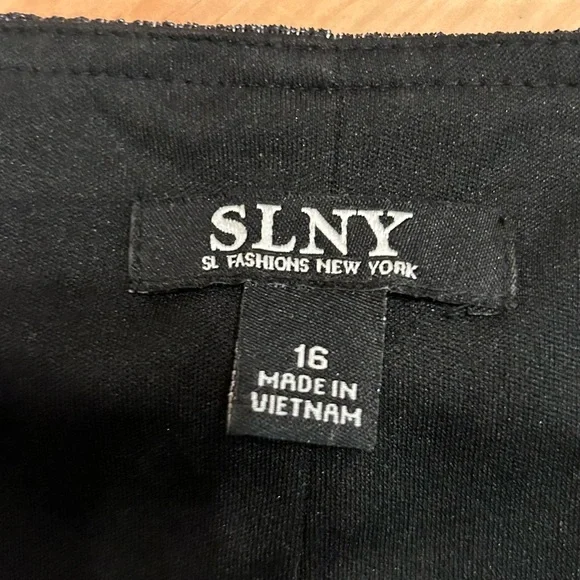 SLNY
SL FASHIONS NEW YORK
16
MADE IN
VIETNAM